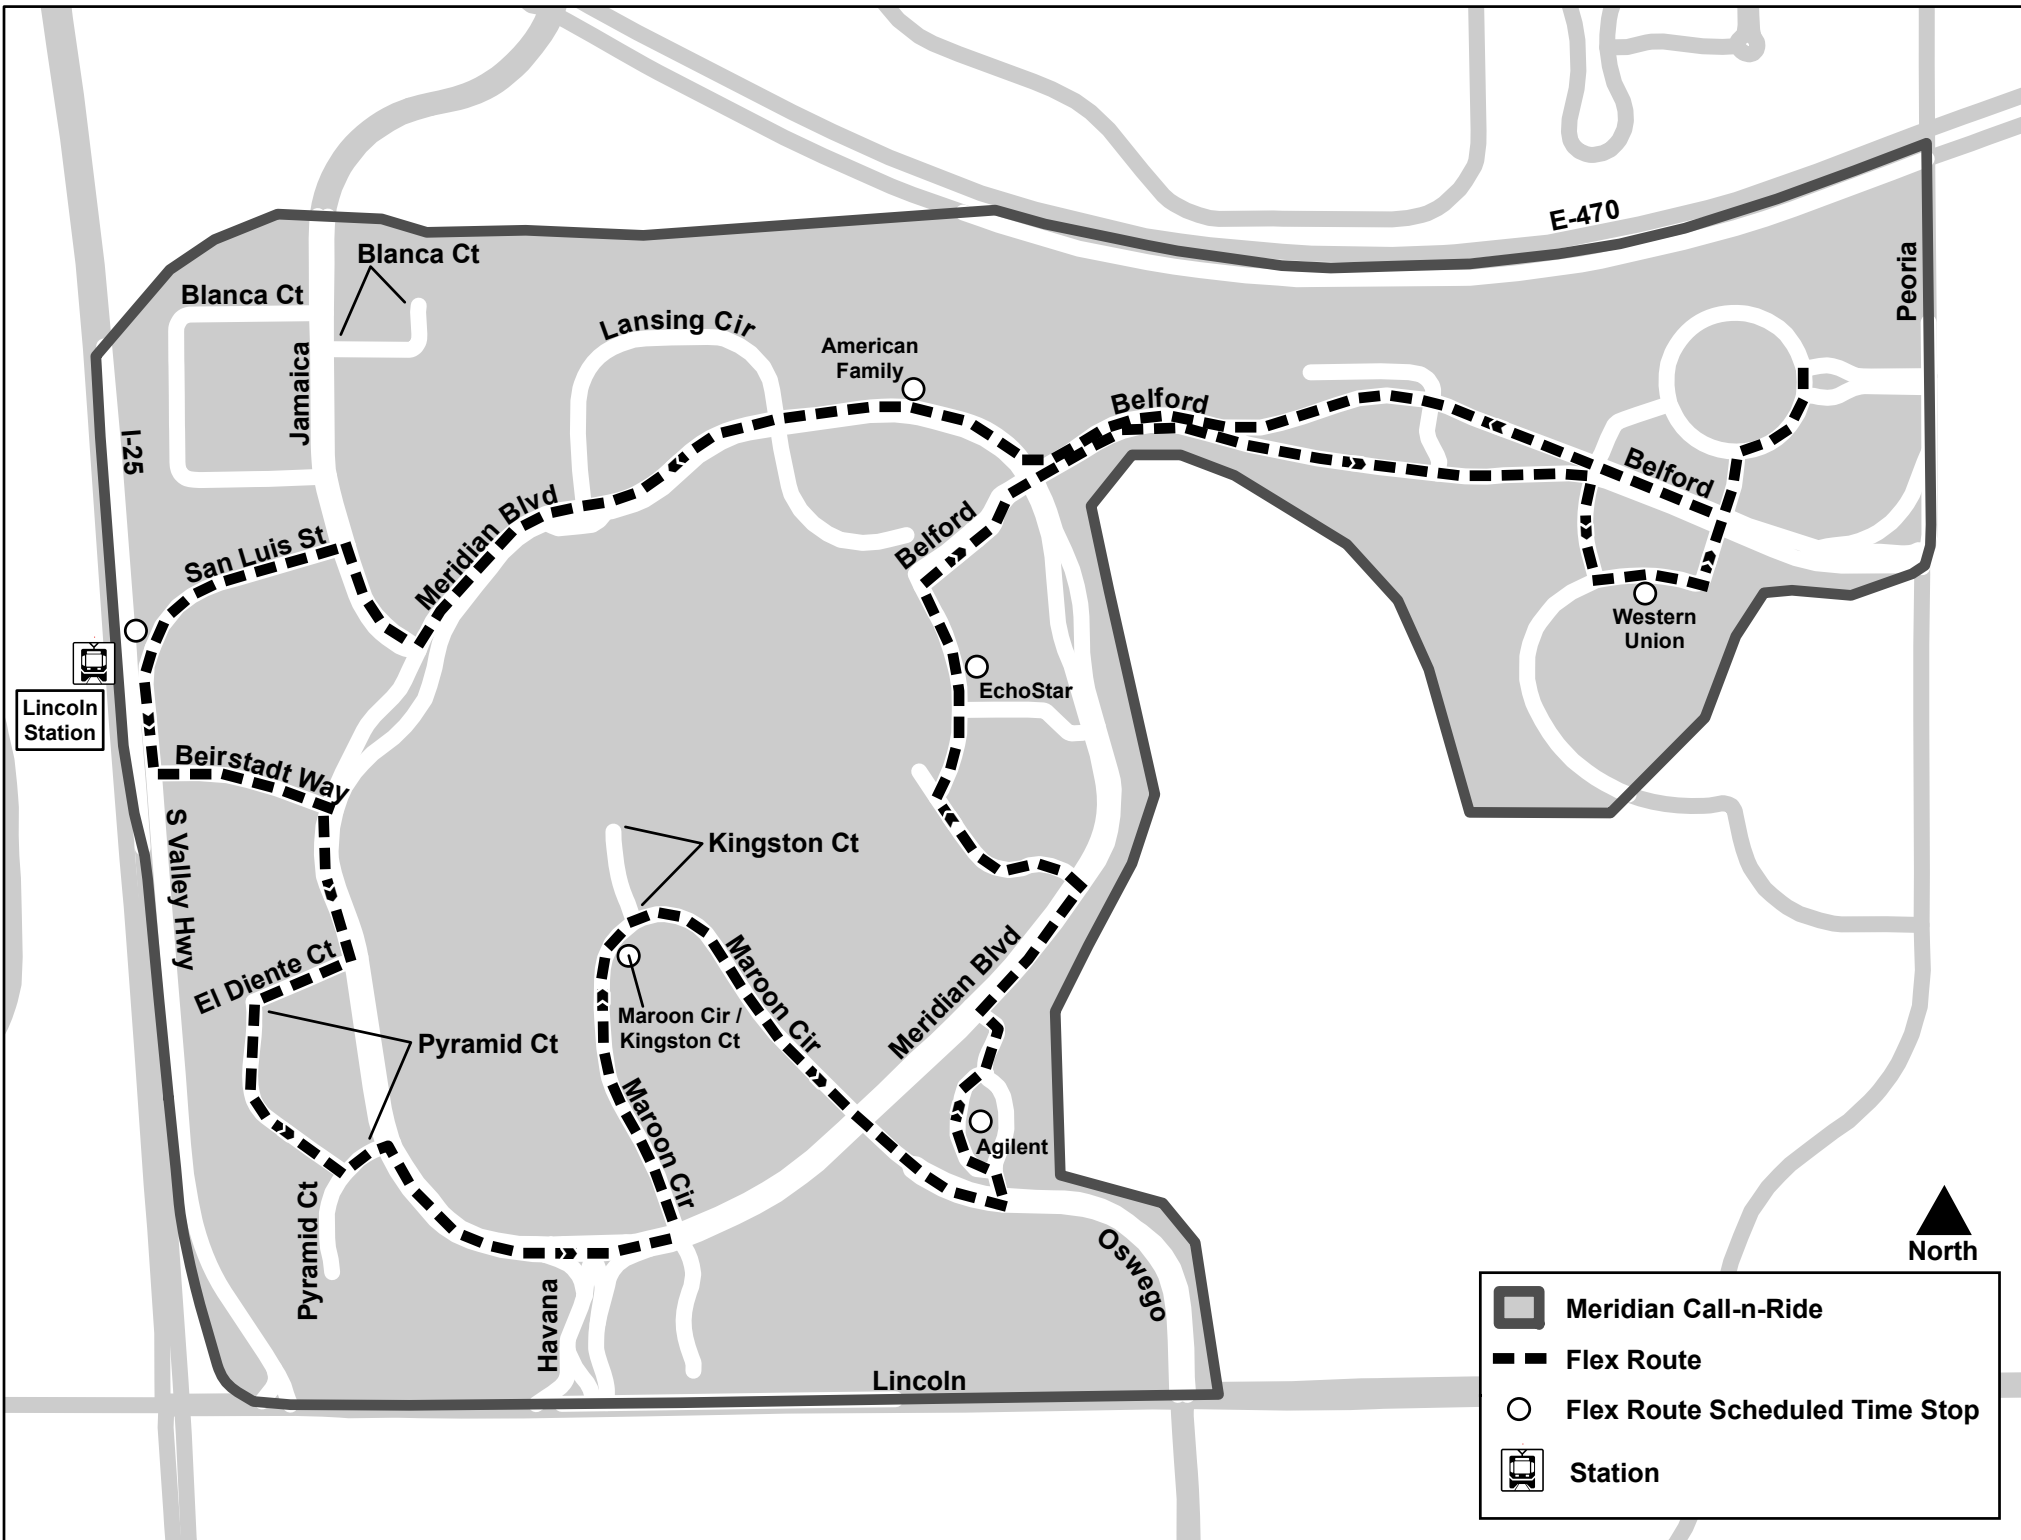 E-470
Peoria
Blanca Ct
Blanca Ct
Jamaica
Lansing Cir
American
Family
Belford
I-25
Belford
Meridian Blvd
Belford
San Luis St
Western
Union
EchoStar
Lincoln
Station
Beirstadt Way
S Valley Hwy
Kingston Ct
El Diente Ct
Maroon Cir
Meridian Blvd
Maroon Cir /
Kingston Ct
Pyramid Ct
Maroon Cir
Agilent
Pyramid Ct
Oswego
Havana
Lincoln
North
Meridian Call-n-Ride
Flex Route
Flex Route Scheduled Time Stop
Station